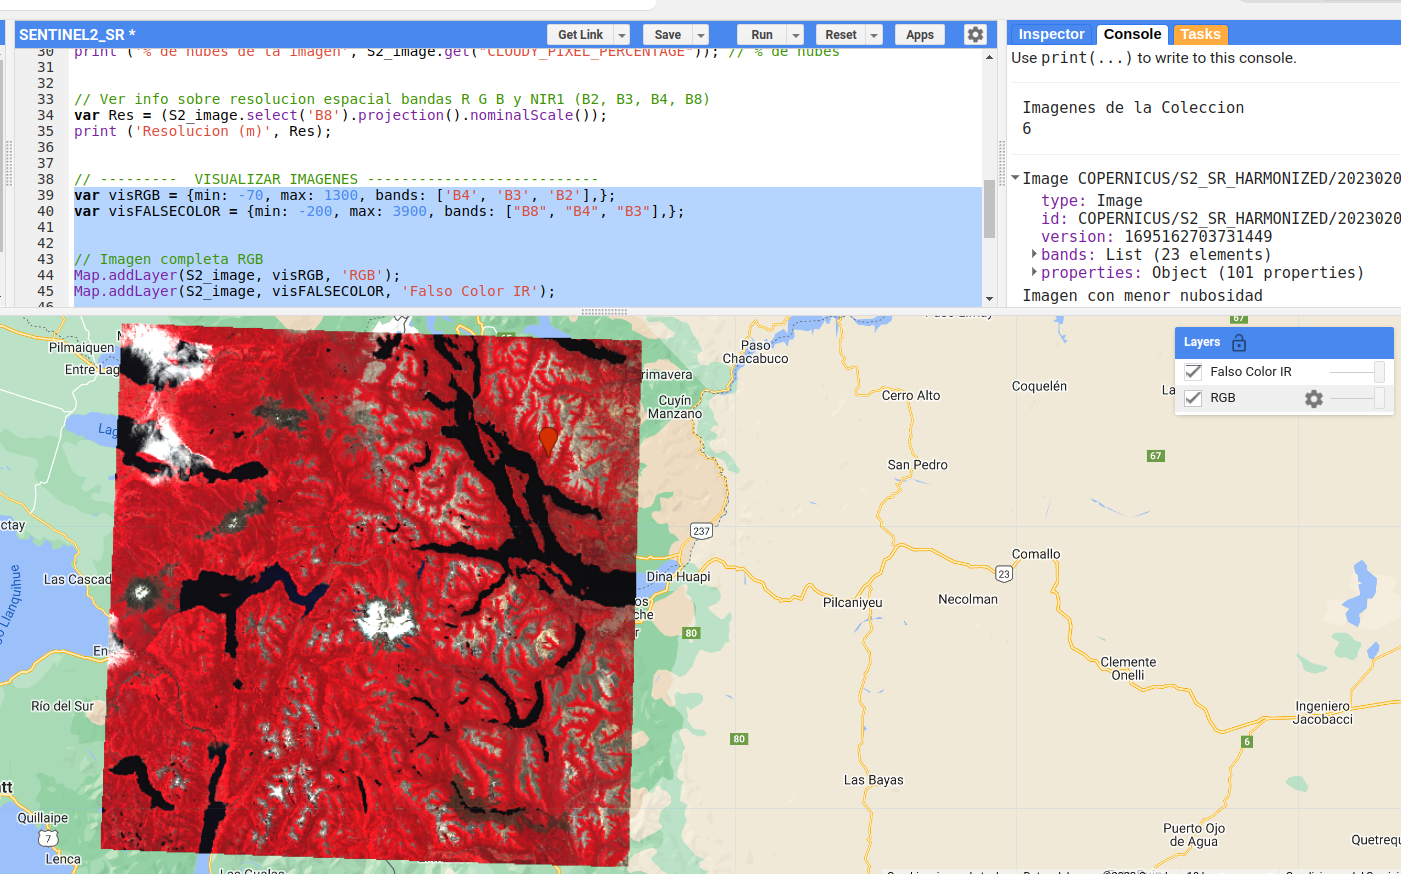 SENTINEL2_SR *
Get Link
Save
Run
Reset
Apps
30 print ('% de nubes de la imagen', S2_image.get("CLOUDY_PIXEL_PERCENTAGE")); // % de nubes
31
32
33 // Ver info sobre resolucion espacial bandas R G B y NIR1 (B2, B3, B4, B8)
34 var Res = (S2_image.select('B8').projection().nominalScale());
35 print ('Resolucion (m)', Res);
36
37
38 // --------- VISUALIZAR IMAGENES ---------------------------
39 var visRGB = {min: -70, max: 1300, bands: ['B4', 'B3', 'B2'],};
40 var visFALSECOLOR = {min: -200, max: 3900, bands: ["B8", "B4", "B3"],};
41
42
43 // Imagen completa RGB
44 Map.addLayer(S2_image, visRGB, 'RGB');
45 Map.addLayer(S2_image, visFALSECOLOR, 'Falso Color IR');
46
Inspector
Console
Tasks
Use print(...) to write to this console.
Imagenes de la Coleccion
6
Image COPERNICUS/S2_SR_HARMONIZED/2023020
type: Image
id: COPERNICUS/S2_SR_HARMONIZED/2023020
version: 1695162703731449
bands: List (23 elements)
properties: Object (101 properties)
Imagen con menor nubosidad
Layers
Falso Color IR
RGB
67
Pilmaiquen
Entre Lag
Paso
Chacabuco
rimavera
Cuyín
Manzano
Cerro Alto
Coquelén
La
Lag
67
San Pedro
ctay
237
Comallo
23
Las Cascad
Dina Huapi
Necolman
Pilcaniyeu
o Llanquihue
os
che
r
80
En
Clemente
Onelli
Río del Sur
Ingeniero
Jacobacci
80
6
Las Bayas
tt
Quillaipe
7
Lenca
Puerto Ojo
de Agua
Quetrequ